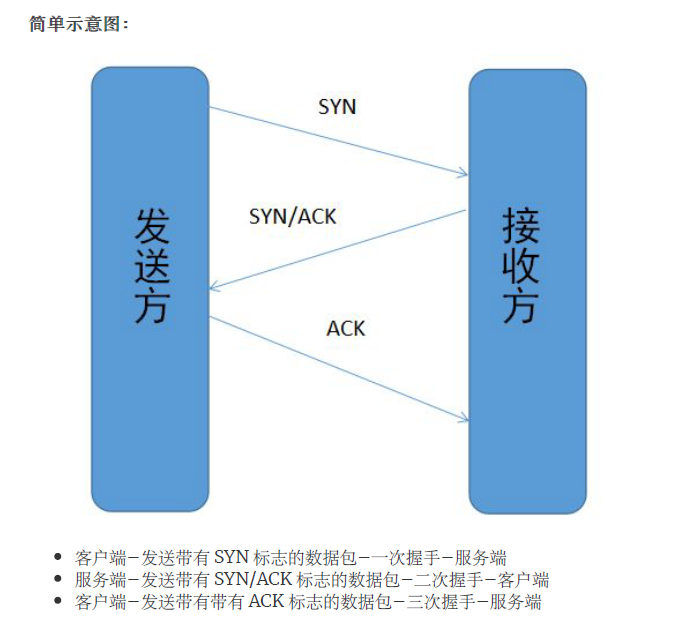 简单示意图：
SYN
SYN/ACK
发送方
接收方
ACK
客户端–发送带有 SYN 标志的数据包–一次握手–服务端
服务端–发送带有 SYN/ACK 标志的数据包–二次握手–客户端
客户端–发送带有带有 ACK 标志的数据包–三次握手–服务端